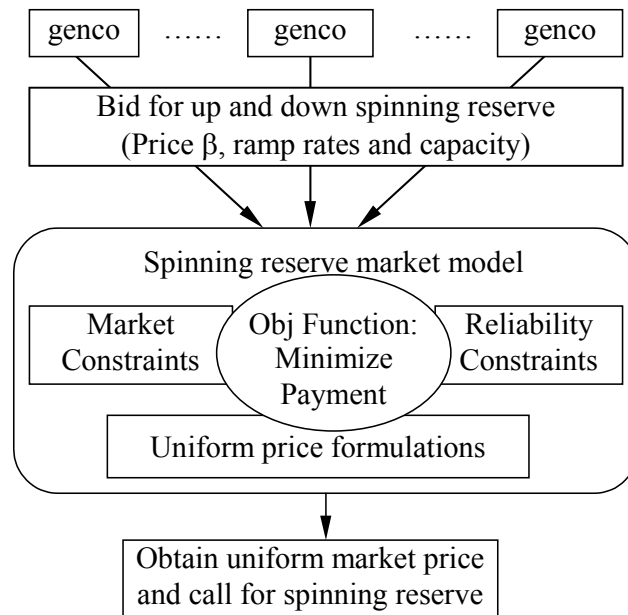 genco ...... genco ...... genco
Bid for up and down spinning reserve
(Price β, ramp rates and capacity)
Spinning reserve market model
Market
Constraints
Obj Function:
Minimize
Payment
Reliability
Constraints
Uniform price formulations
Obtain uniform market price
and call for spinning reserve